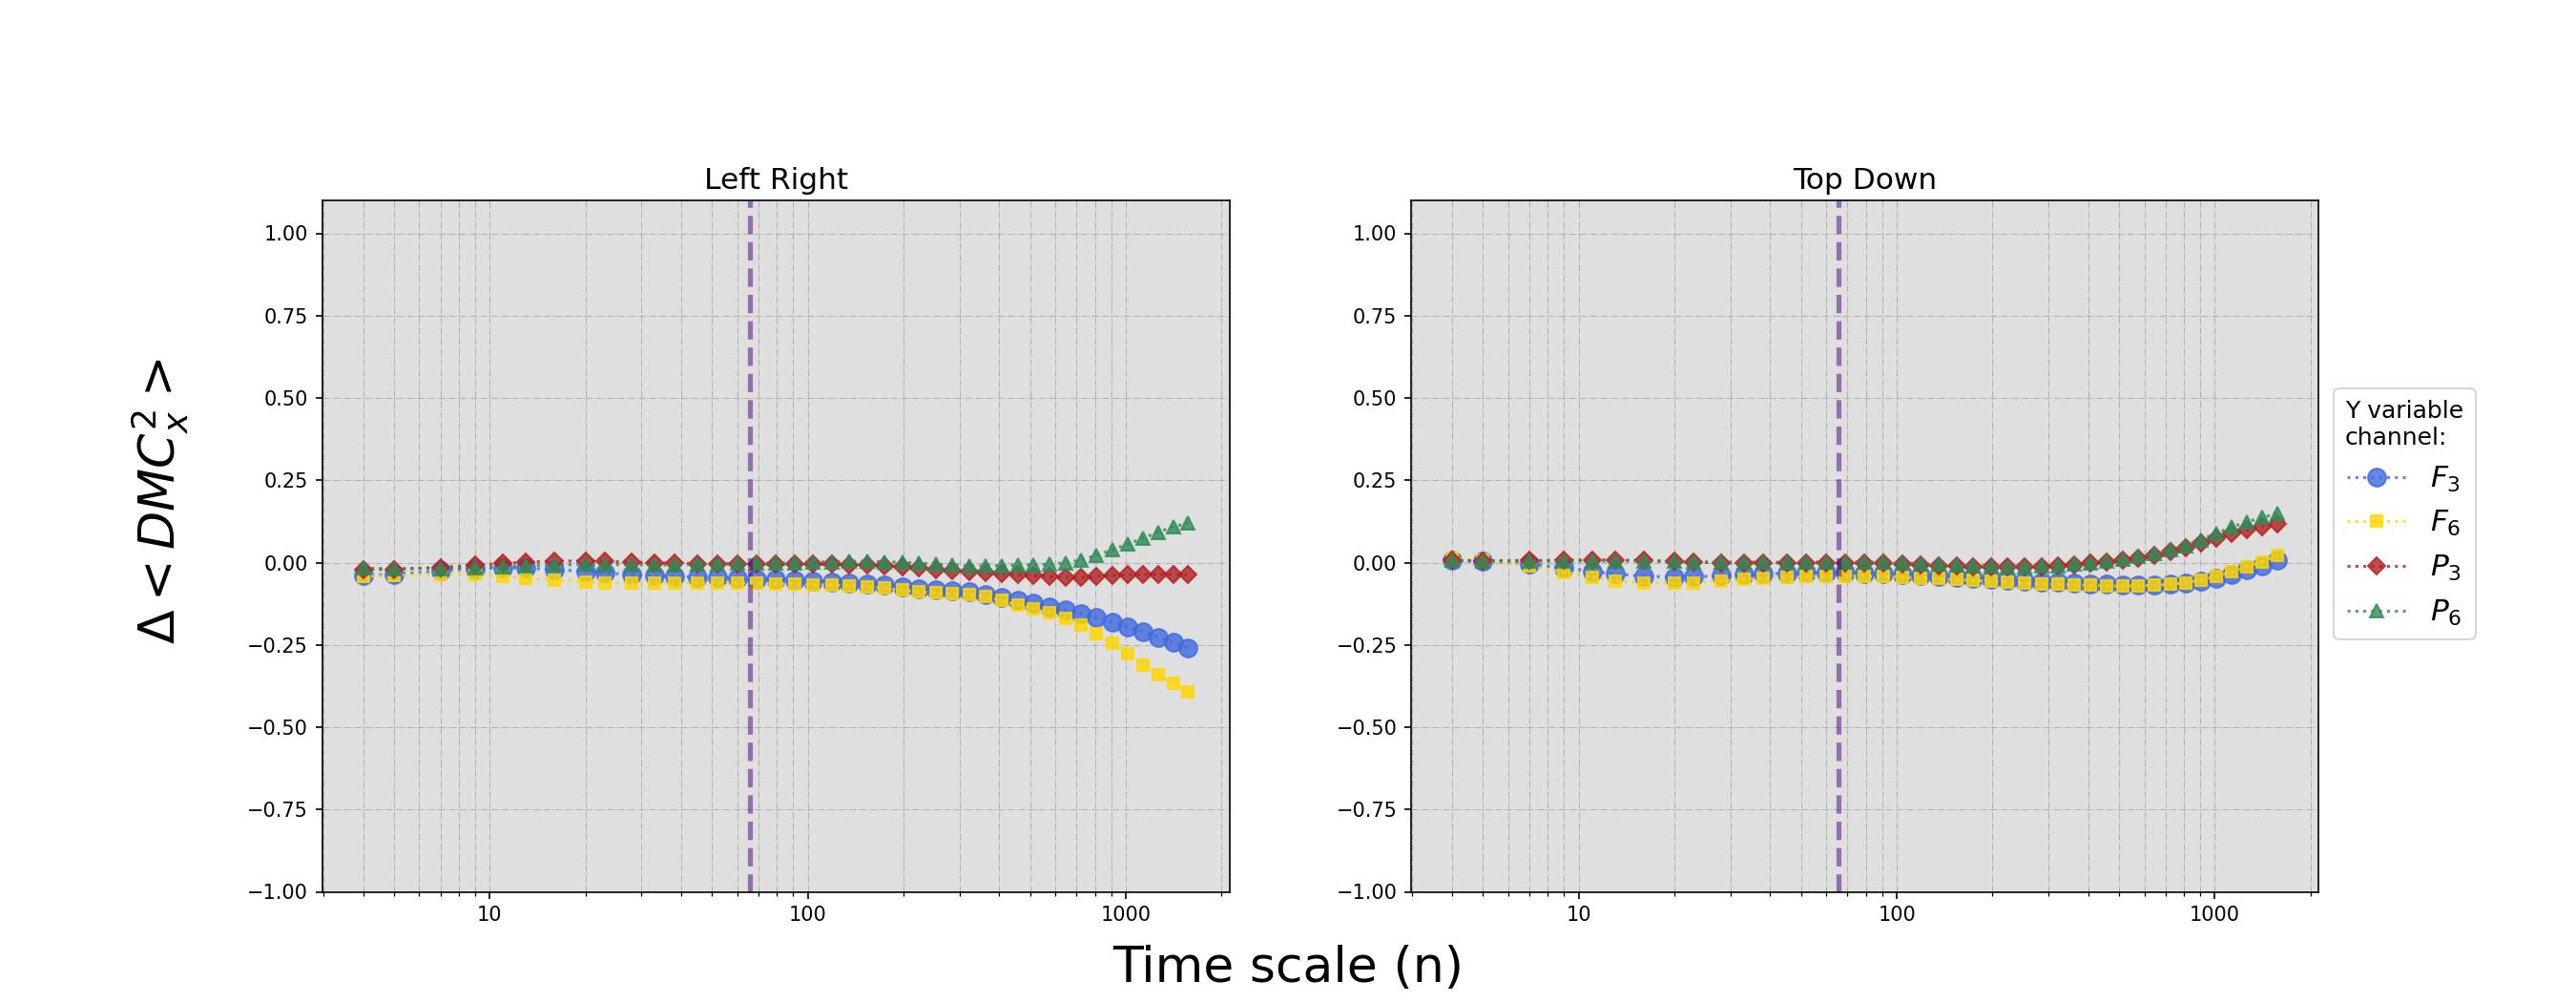 Left Right
Top Down
1.00
0.75
0.50
0.25
0.00
−0.25
−0.50
−0.75
−1.00
10 100 1000
1.00
0.75
0.50
0.25
0.00
−0.25
−0.50
−0.75
−1.00
10 100 1000
Δ < DMC²ₓ >
Time scale (n)
Y variable
channel:
F₃
F₆
P₃
P₆